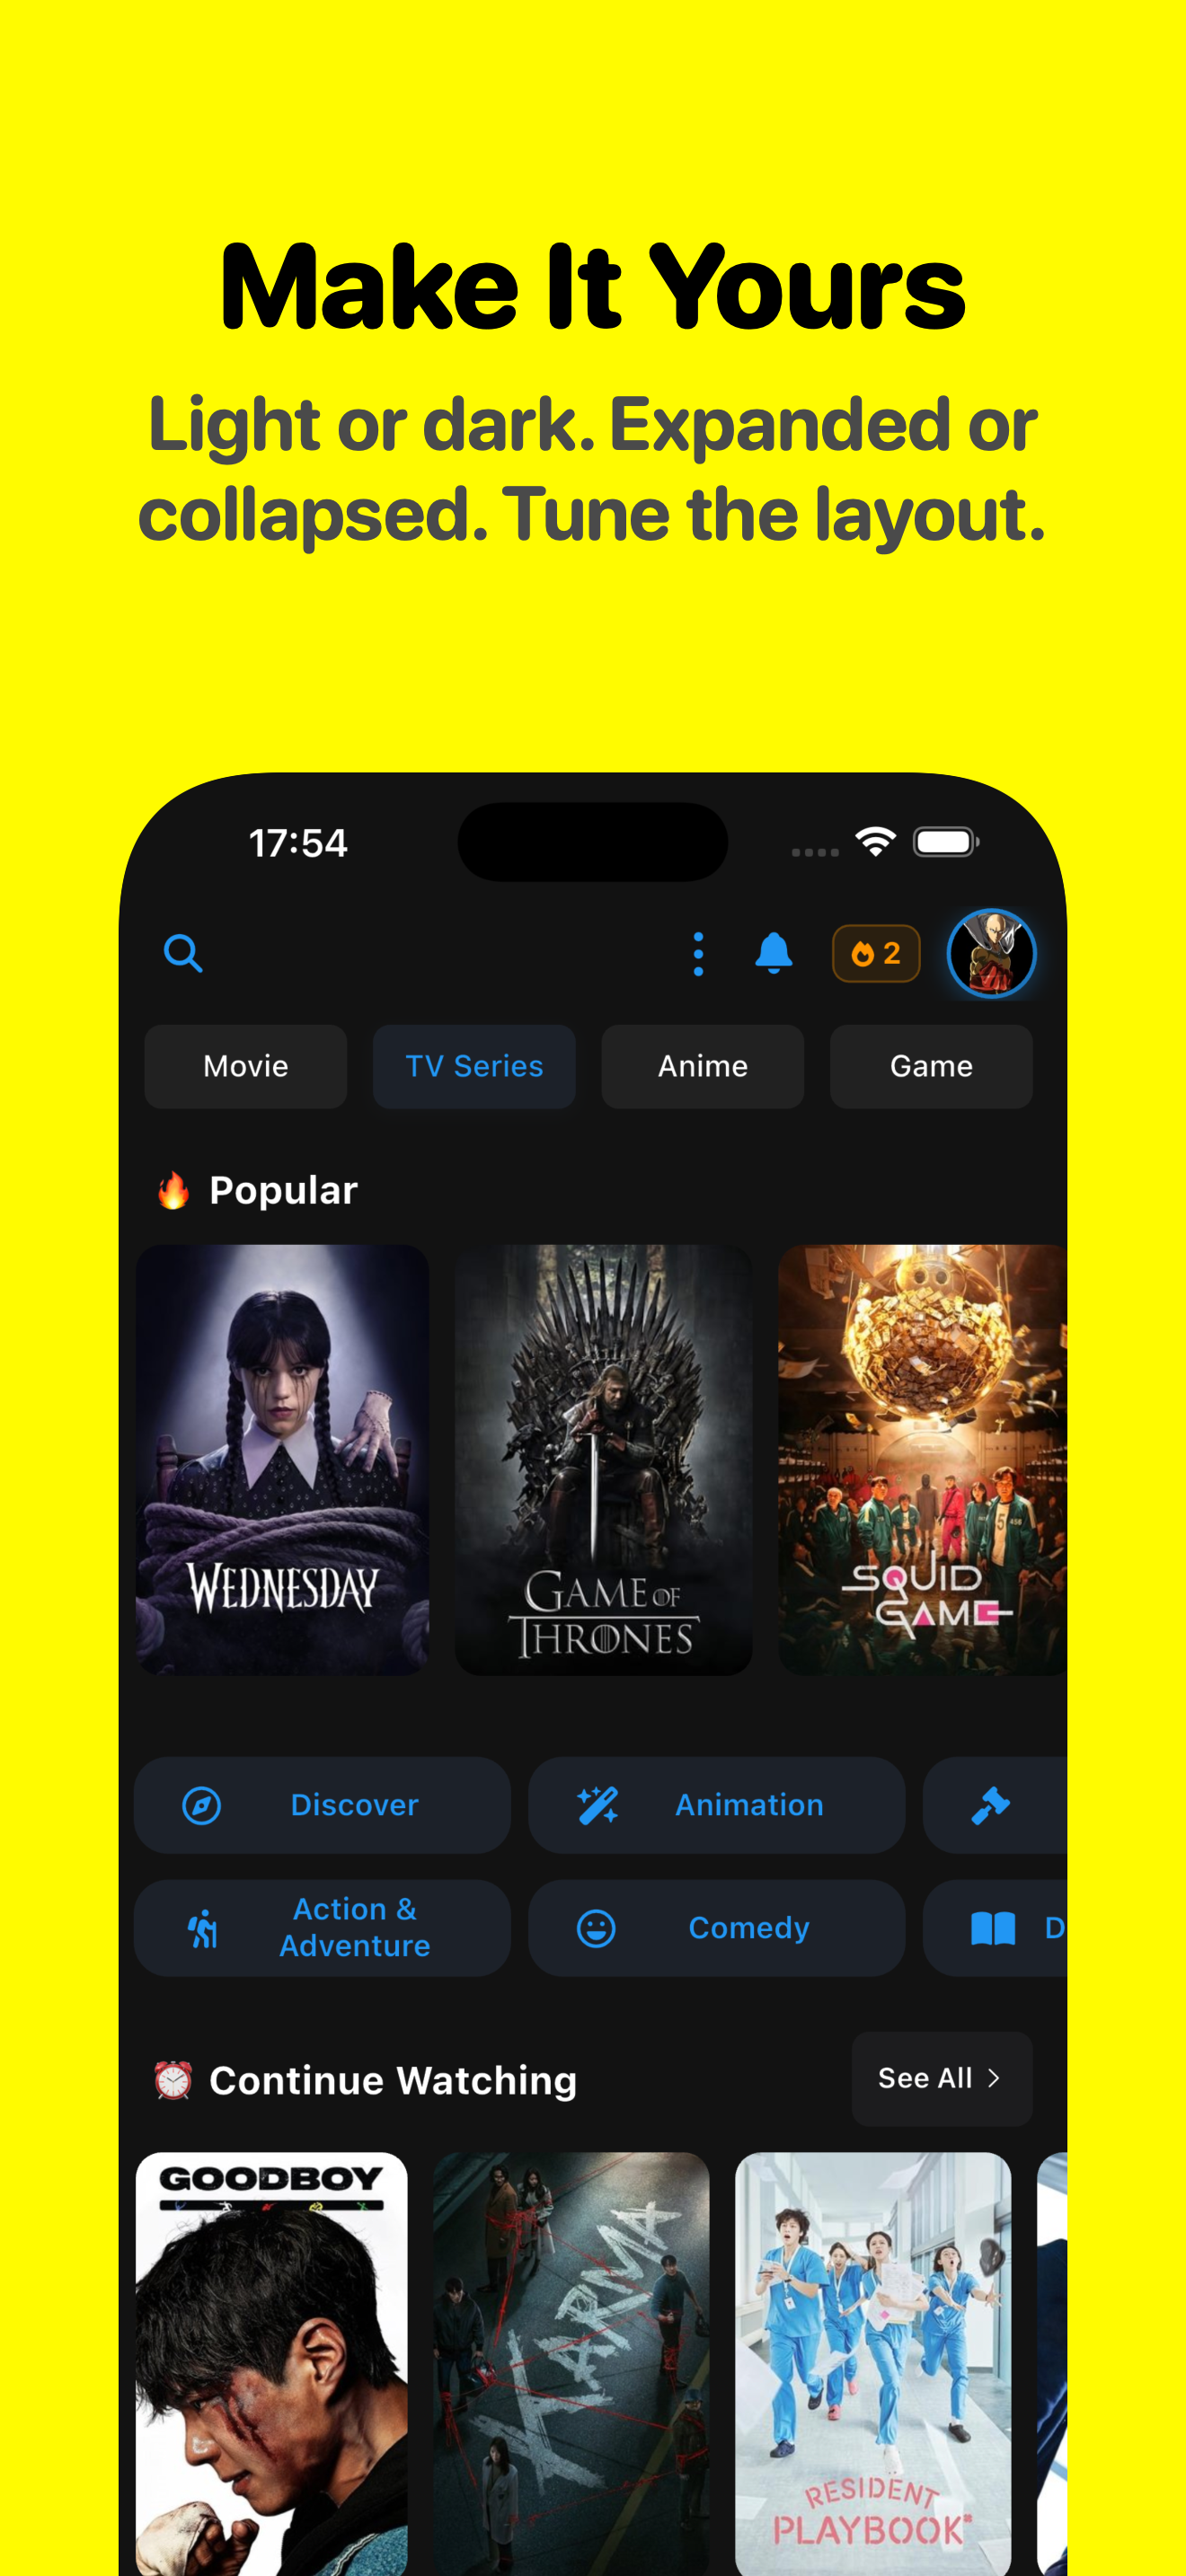 Make It Yours
Light or dark. Expanded or
collapsed. Tune the layout.
17:54
2
Movie
TV Series
Anime
Game
🔥 Popular
WEDNESDAY
GAME OF
THRONES
SQUID
GAME
Discover
Animation
Action &
Adventure
Comedy
D
⏰ Continue Watching
See All >
GOODBOY
KARMA
RESIDENT
PLAYBOOK